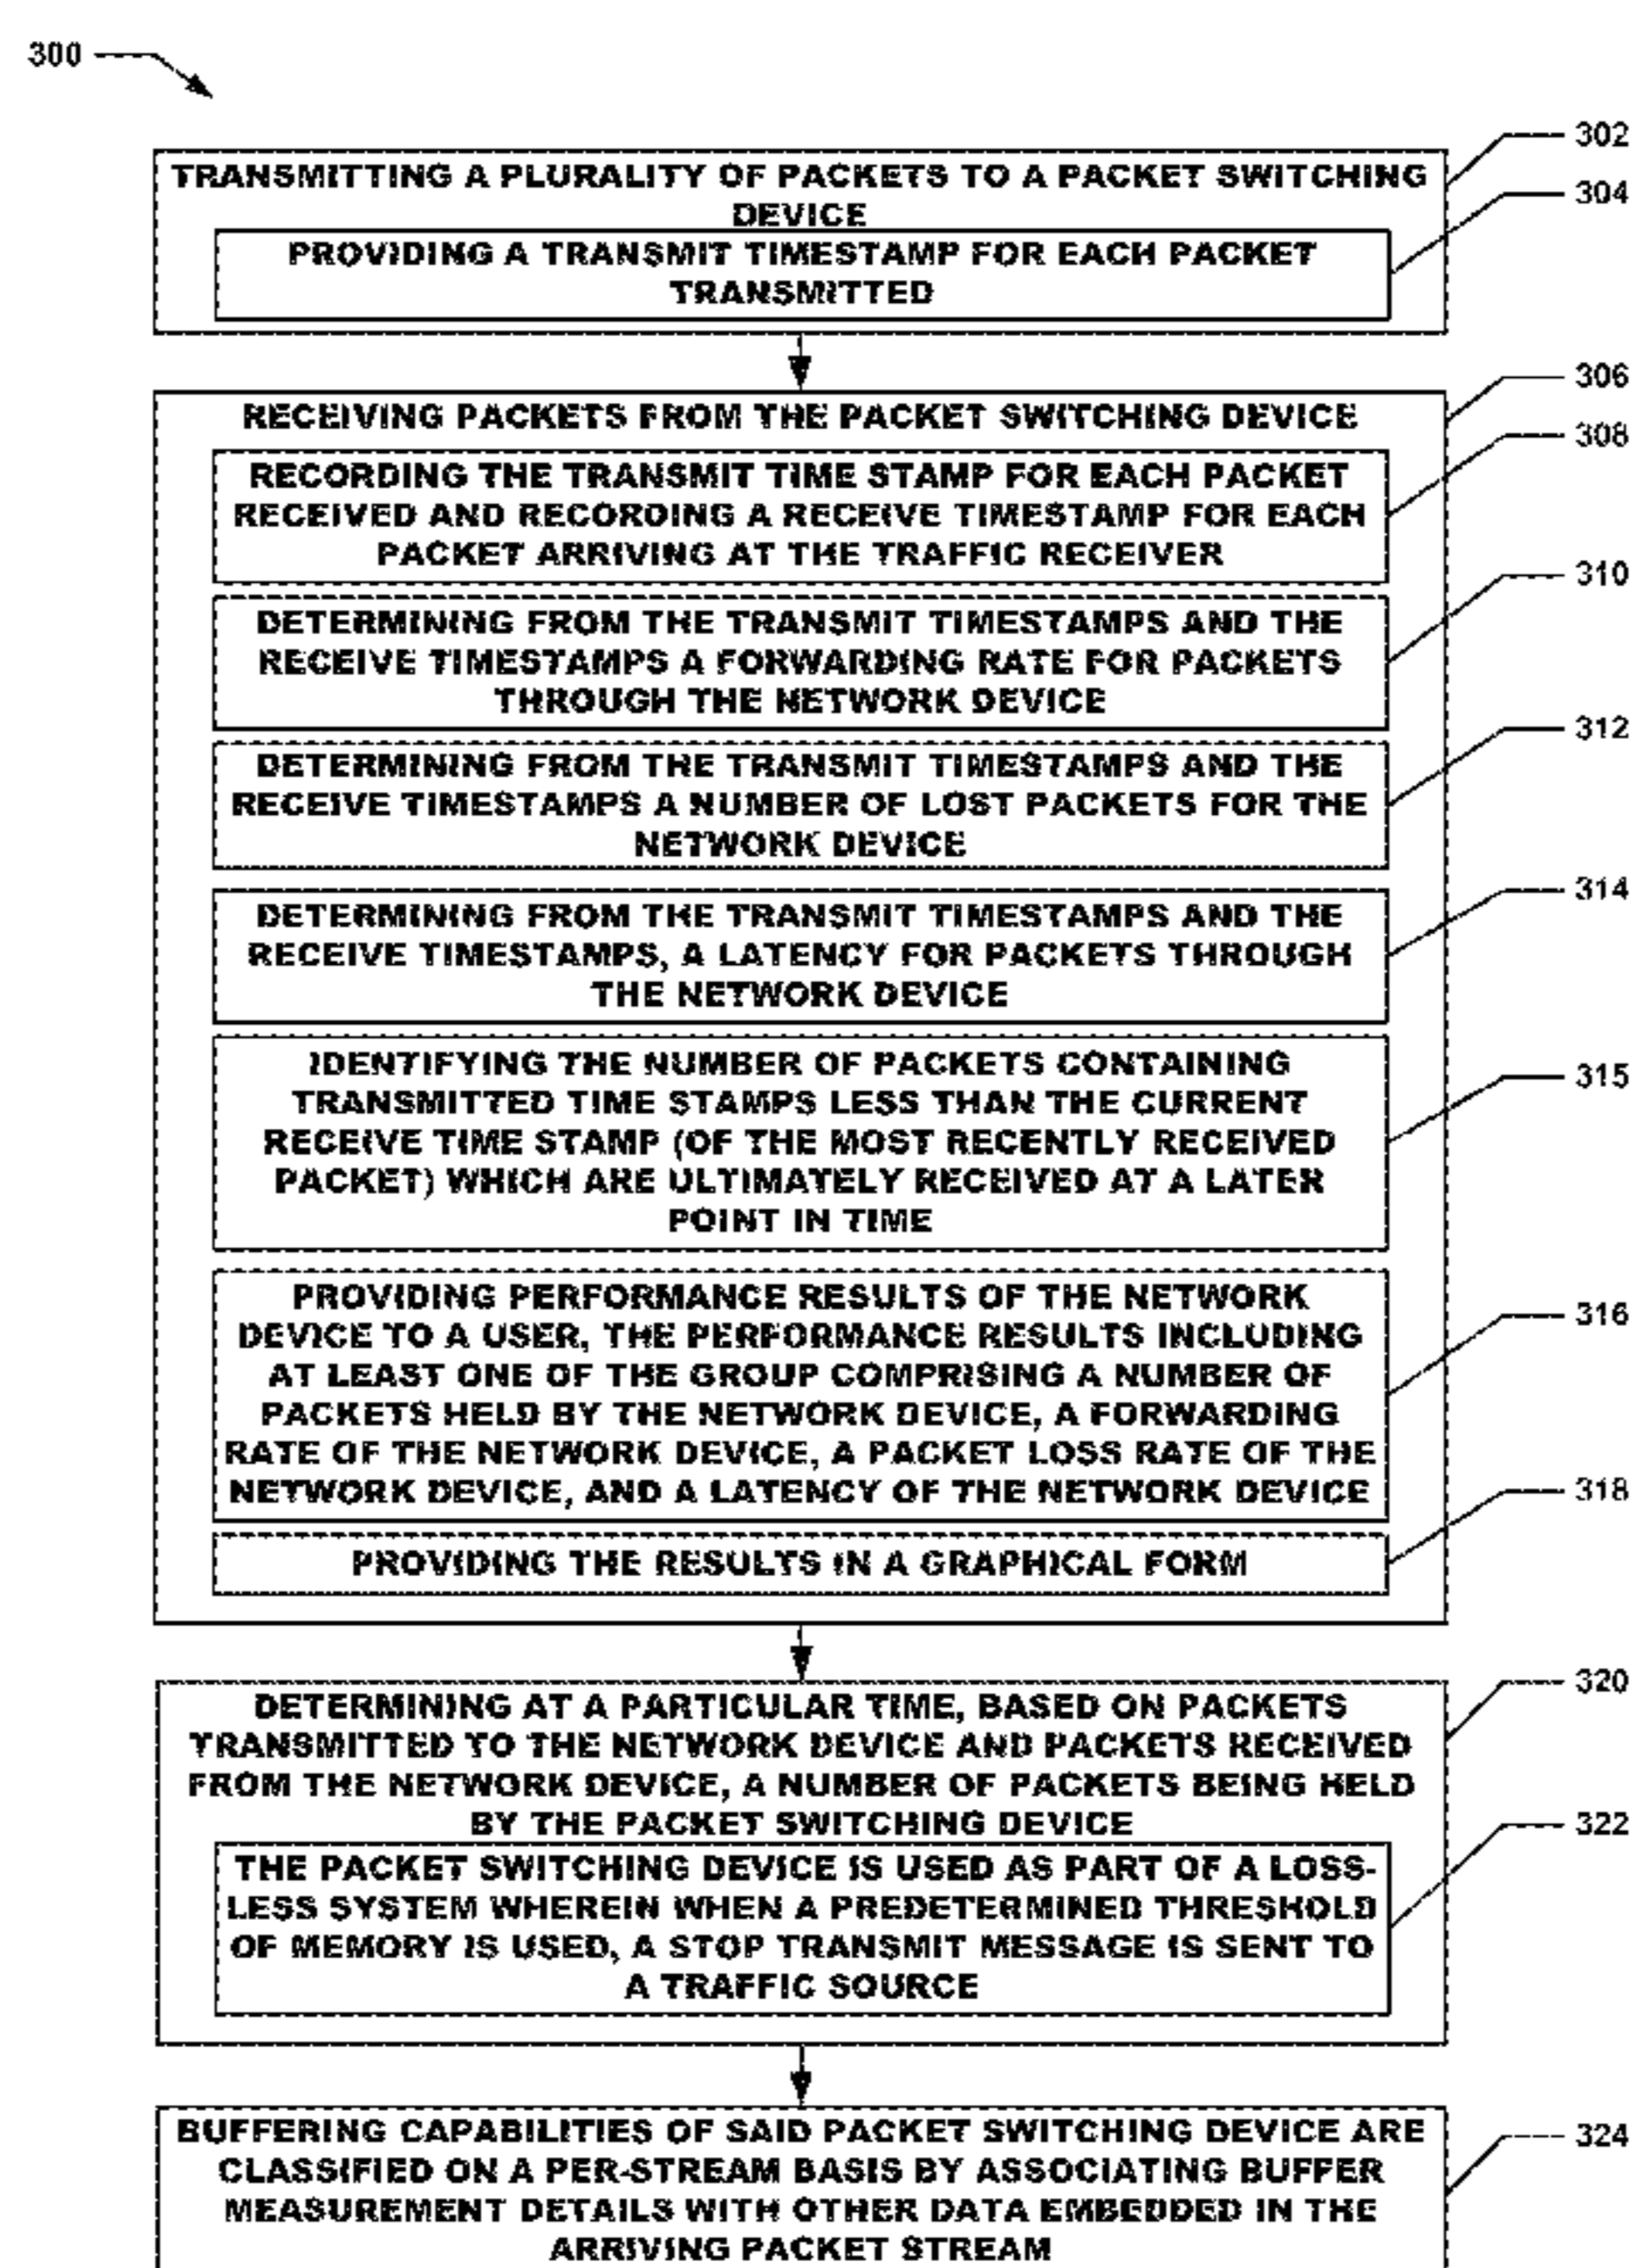 300
302
TRANSMITTING A PLURALITY OF PACKETS TO A PACKET SWITCHING
DEVICE
304
PROVIDING A TRANSMIT TIMESTAMP FOR EACH PACKET
TRANSMITTED
306
RECEIVING PACKETS FROM THE PACKET SWITCHING DEVICE
308
RECORDING THE TRANSMIT TIME STAMP FOR EACH PACKET
RECEIVED AND RECORDING A RECEIVE TIMESTAMP FOR EACH
PACKET ARRIVING AT THE TRAFFIC RECEIVER
310
DETERMINING FROM THE TRANSMIT TIMESTAMPS AND THE
RECEIVE TIMESTAMPS A FORWARDING RATE FOR PACKETS
THROUGH THE NETWORK DEVICE
312
DETERMINING FROM THE TRANSMIT TIMESTAMPS AND THE
RECEIVE TIMESTAMPS A NUMBER OF LOST PACKETS FOR THE
NETWORK DEVICE
314
DETERMINING FROM THE TRANSMIT TIMESTAMPS AND THE
RECEIVE TIMESTAMPS, A LATENCY FOR PACKETS THROUGH
THE NETWORK DEVICE
315
IDENTIFYING THE NUMBER OF PACKETS CONTAINING
TRANSMITTED TIME STAMPS LESS THAN THE CURRENT
RECEIVE TIME STAMP (OF THE MOST RECENTLY RECEIVED
PACKET) WHICH ARE ULTIMATELY RECEIVED AT A LATER
POINT IN TIME
316
PROVIDING PERFORMANCE RESULTS OF THE NETWORK
DEVICE TO A USER, THE PERFORMANCE RESULTS INCLUDING
AT LEAST ONE OF THE GROUP COMPRISING A NUMBER OF
PACKETS HELD BY THE NETWORK DEVICE, A FORWARDING
RATE OF THE NETWORK DEVICE, A PACKET LOSS RATE OF THE
NETWORK DEVICE, AND A LATENCY OF THE NETWORK DEVICE
318
PROVIDING THE RESULTS IN A GRAPHICAL FORM
320
DETERMINING AT A PARTICULAR TIME, BASED ON PACKETS
TRANSMITTED TO THE NETWORK DEVICE AND PACKETS RECEIVED
FROM THE NETWORK DEVICE, A NUMBER OF PACKETS BEING HELD
BY THE PACKET SWITCHING DEVICE
322
THE PACKET SWITCHING DEVICE IS USED AS PART OF A LOSS-
LESS SYSTEM WHEREIN WHEN A PREDETERMINED THRESHOLD
OF MEMORY IS USED, A STOP TRANSMIT MESSAGE IS SENT TO
A TRAFFIC SOURCE
324
BUFFERING CAPABILITIES OF SAID PACKET SWITCHING DEVICE ARE
CLASSIFIED ON A PER-STREAM BASIS BY ASSOCIATING BUFFER
MEASUREMENT DETAILS WITH OTHER DATA EMBEDDED IN THE
ARRIVING PACKET STREAM